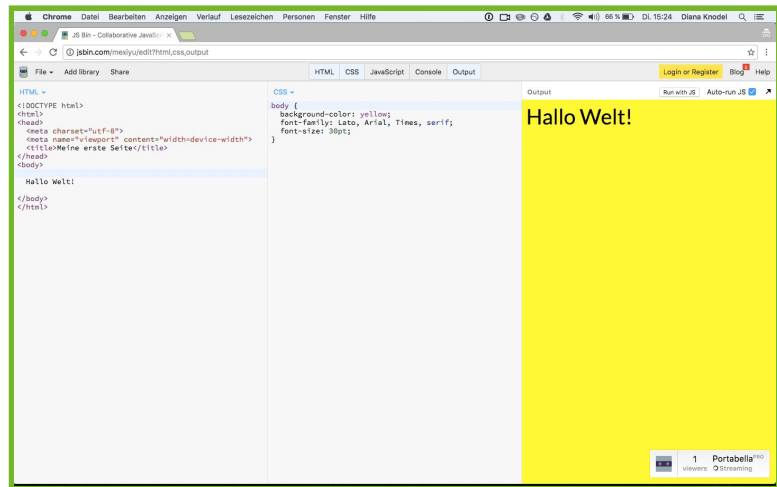 Chrome Datei Bearbeiten Anzeigen Verlauf Lesezeichen Personen Fenster Hilfe 66 % Di. 15:24 Diana Knodel
JS Bin - Collaborative JavaScr
jsbin.com/mexiyu/edit?html,css,output
File Add library Share HTML CSS JavaScript Console Output Login or Register Blog Help
HTML
<!DOCTYPE html>
<html>
<head>
<meta charset="utf-8">
<meta name="viewport" content="width=device-width">
<title>Meine erste Seite</title>
</head>
<body>
Hallo Welt!
</body>
</html>
CSS
body {
background-color: yellow;
font-family: Lato, Arial, Times, serif;
font-size: 30pt;
}
Output Run with JS Auto-run JS
Hallo Welt!
1 Portabella PRO
viewers Streaming